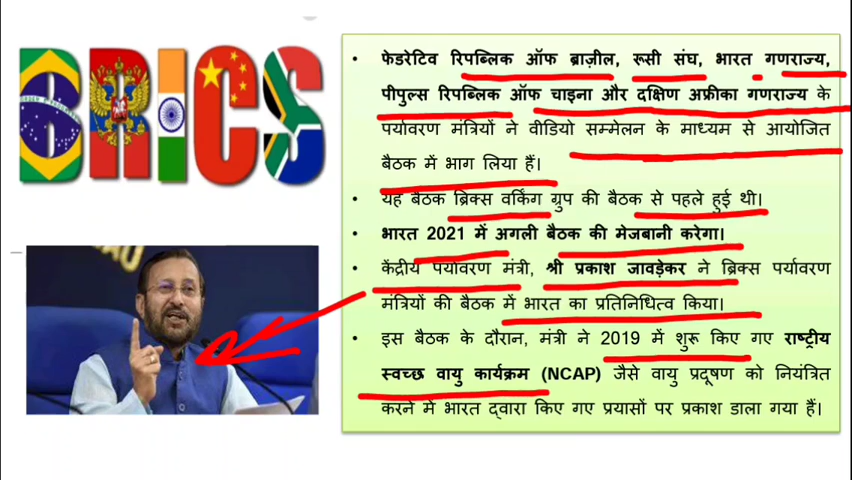 BRICS
• फेडरेटिव रिपब्लिक ऑफ ब्राज़ील, रूसी संघ, भारत गणराज्य,
पीपुल्स रिपब्लिक ऑफ चाइना और दक्षिण अफ्रीका गणराज्य के
पर्यावरण मंत्रियों ने वीडियो सम्मेलन के माध्यम से आयोजित
बैठक में भाग लिया हैं।
• यह बैठक ब्रिक्स वर्किंग ग्रुप की बैठक से पहले हुई थी।
• भारत 2021 में अगली बैठक की मेजबानी करेगा।
• केंद्रीय पर्यावरण मंत्री, श्री प्रकाश जावड़ेकर ने ब्रिक्स पर्यावरण
मंत्रियों की बैठक में भारत का प्रतिनिधित्व किया।
• इस बैठक के दौरान, मंत्री ने 2019 में शुरू किए गए राष्ट्रीय
स्वच्छ वायु कार्यक्रम (NCAP) जैसे वायु प्रदूषण को नियंत्रित
करने मे भारत द्वारा किए गए प्रयासों पर प्रकाश डाला गया हैं।